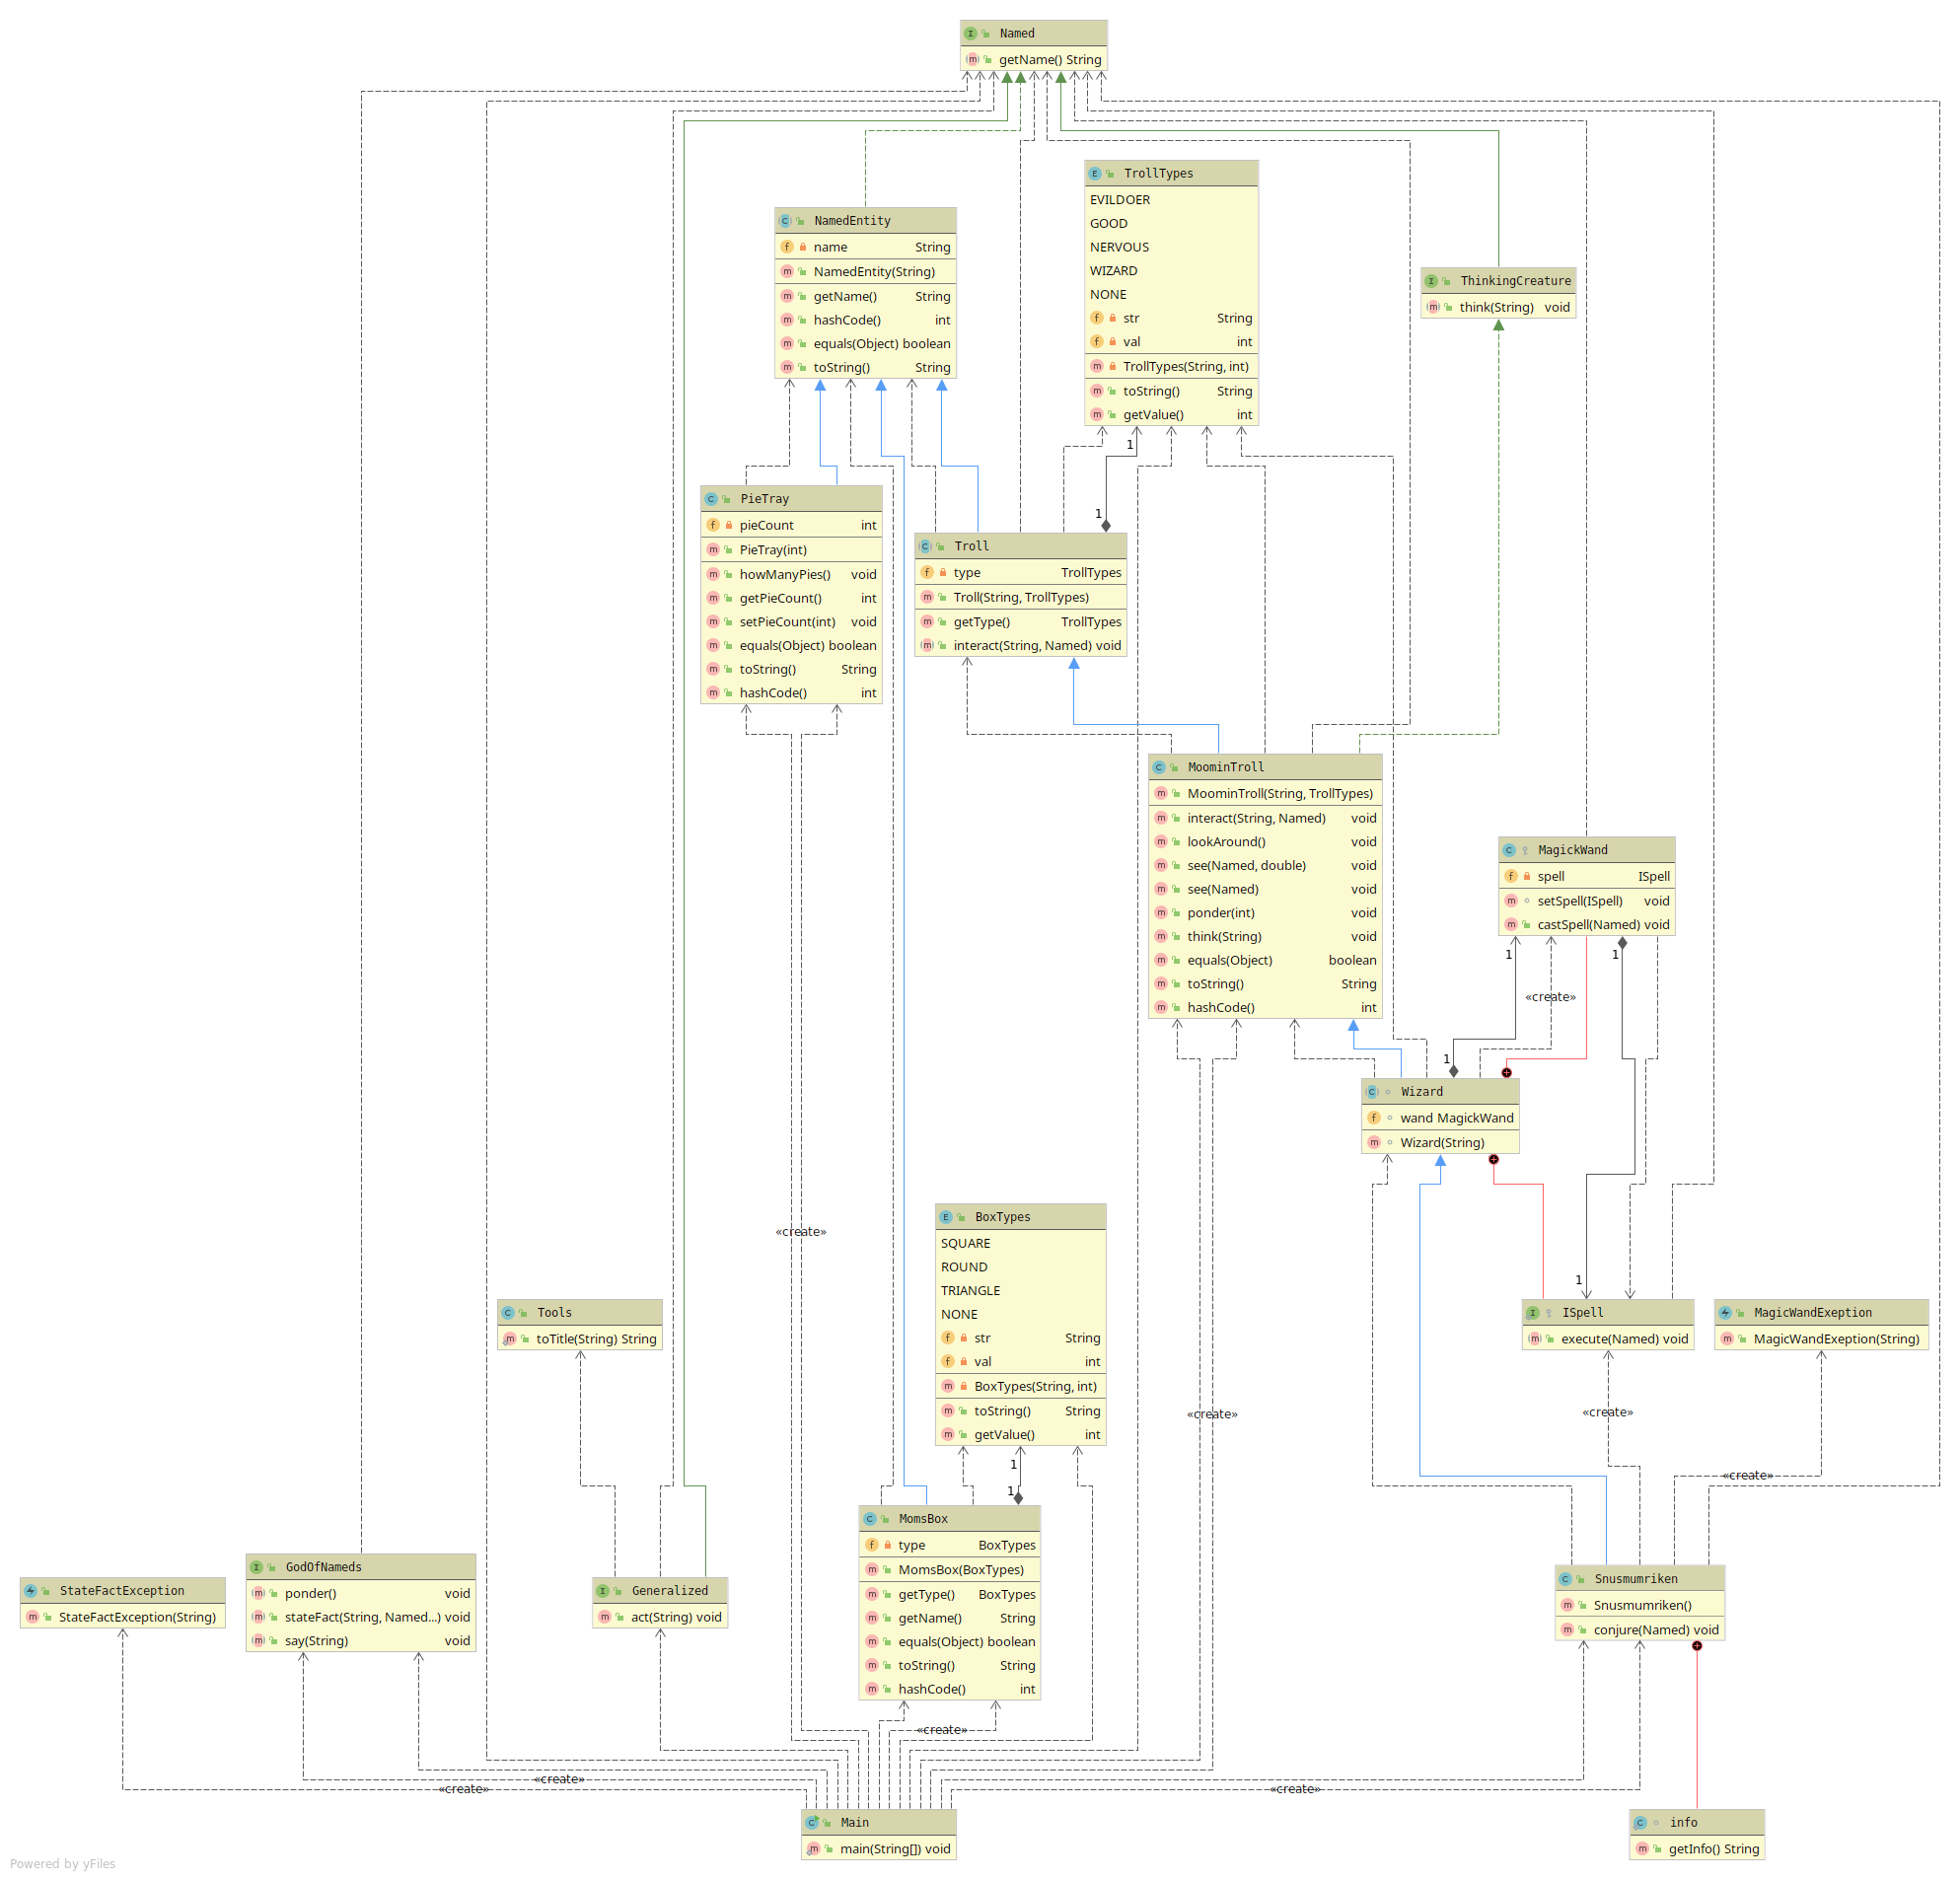 Named
getName() String
TrollTypes
EVILDOER
GOOD
NERVOUS
WIZARD
NONE
str String
val int
TrollTypes(String, int)
toString() String
getValue() int
NamedEntity
name String
NamedEntity(String)
getName() String
hashCode() int
equals(Object) boolean
toString() String
ThinkingCreature
think(String) void
1
1
PieTray
pieCount int
PieTray(int)
howManyPies() void
getPieCount() int
setPieCount(int) void
equals(Object) boolean
toString() String
hashCode() int
Troll
type TrollTypes
Troll(String, TrollTypes)
getType() TrollTypes
interact(String, Named) void
MoominTroll
MoominTroll(String, TrollTypes)
interact(String, Named) void
lookAround() void
see(Named, double) void
see(Named) void
ponder(int) void
think(String) void
equals(Object) boolean
toString() String
hashCode() int
MagickWand
spell ISpell
setSpell(ISpell) void
castSpell(Named) void
1
1
«create»
1
Wizard
wand MagickWand
Wizard(String)
«create»
BoxTypes
SQUARE
ROUND
TRIANGLE
NONE
str String
val int
BoxTypes(String, int)
toString() String
getValue() int
1
Tools
toTitle(String) String
ISpell
execute(Named) void
MagicWandExeption
MagicWandExeption(String)
«create»
«create»
1
1
«create»
MomsBox
type BoxTypes
MomsBox(BoxTypes)
getType() BoxTypes
getName() String
equals(Object) boolean
toString() String
hashCode() int
StateFactException
StateFactException(String)
GodOfNameds
ponder() void
stateFact(String, Named...) void
say(String) void
Generalized
act(String) void
Snusmumriken
Snusmumriken()
conjure(Named) void
«create»
«create»
«create»
«create»
Main
main(String[]) void
info
getInfo() String
Powered by yFiles